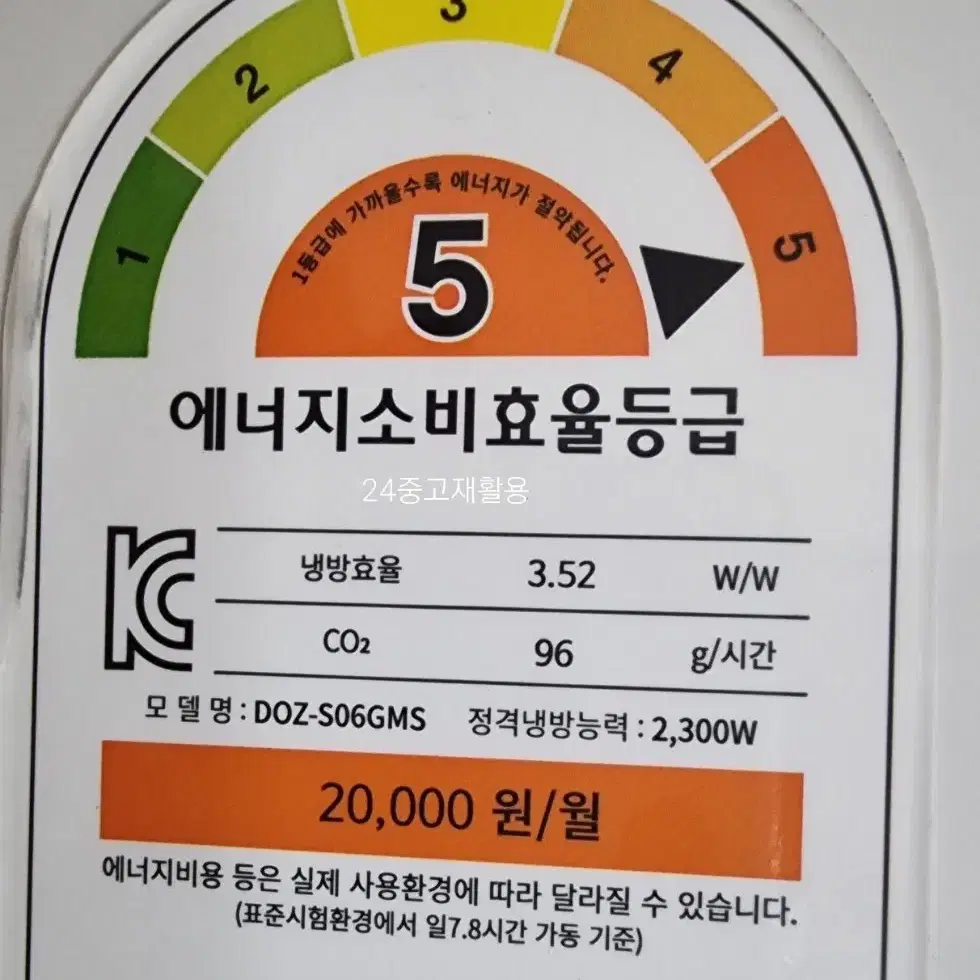 1 2 3 4 5
1등급에 가까울수록 에너지가 절약됩니다.
5
에너지소비효율등급
24중고재활용
KC
냉방효율 3.52 W/W
CO₂ 96 g/시간
모 델 명 : DOZ-S06GMS 정격냉방능력 : 2,300W
20,000 원/월
에너지비용 등은 실제 사용환경에 따라 달라질 수 있습니다.
(표준시험환경에서 일7.8시간 가동 기준)